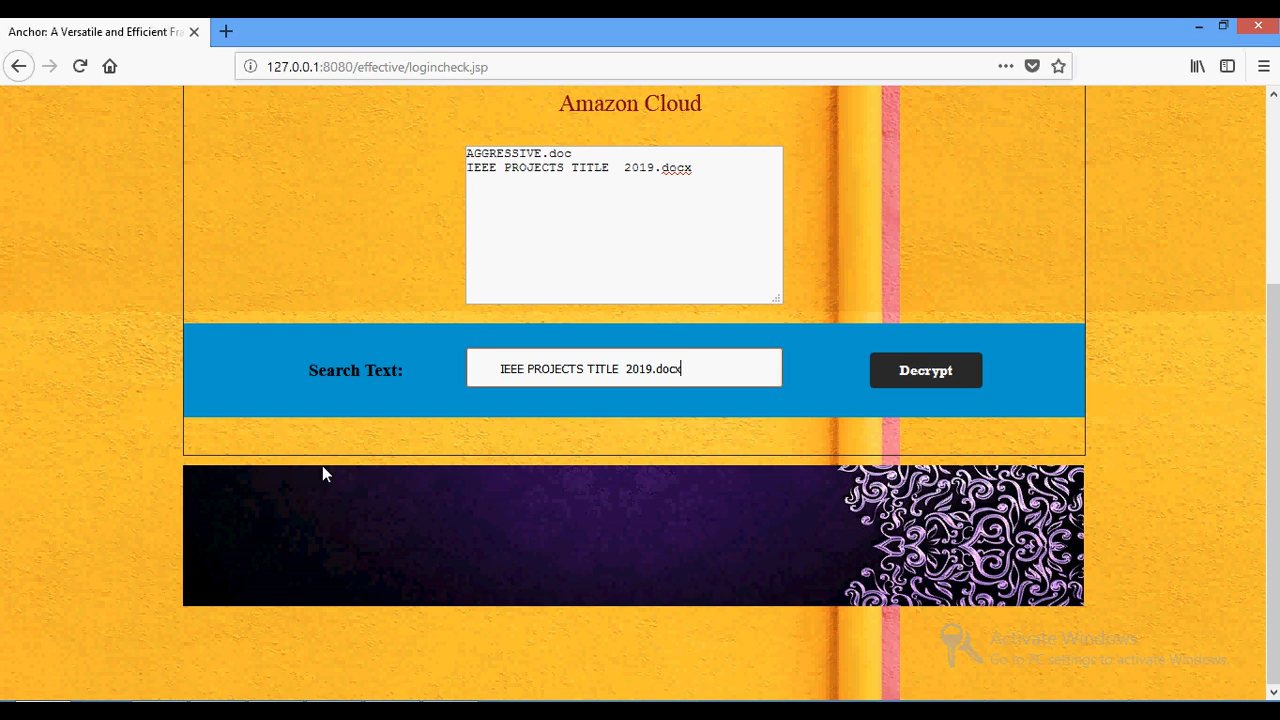 Anchor: A Versatile and Efficient Fra
127.0.0.1:8080/effective/logincheck.jsp
Amazon Cloud
AGGRESSIVE.doc
IEEE PROJECTS TITLE  2019.docx
Search Text:
IEEE PROJECTS TITLE  2019.docx
Decrypt
Activate Windows
Go to PC settings to activate Windows.